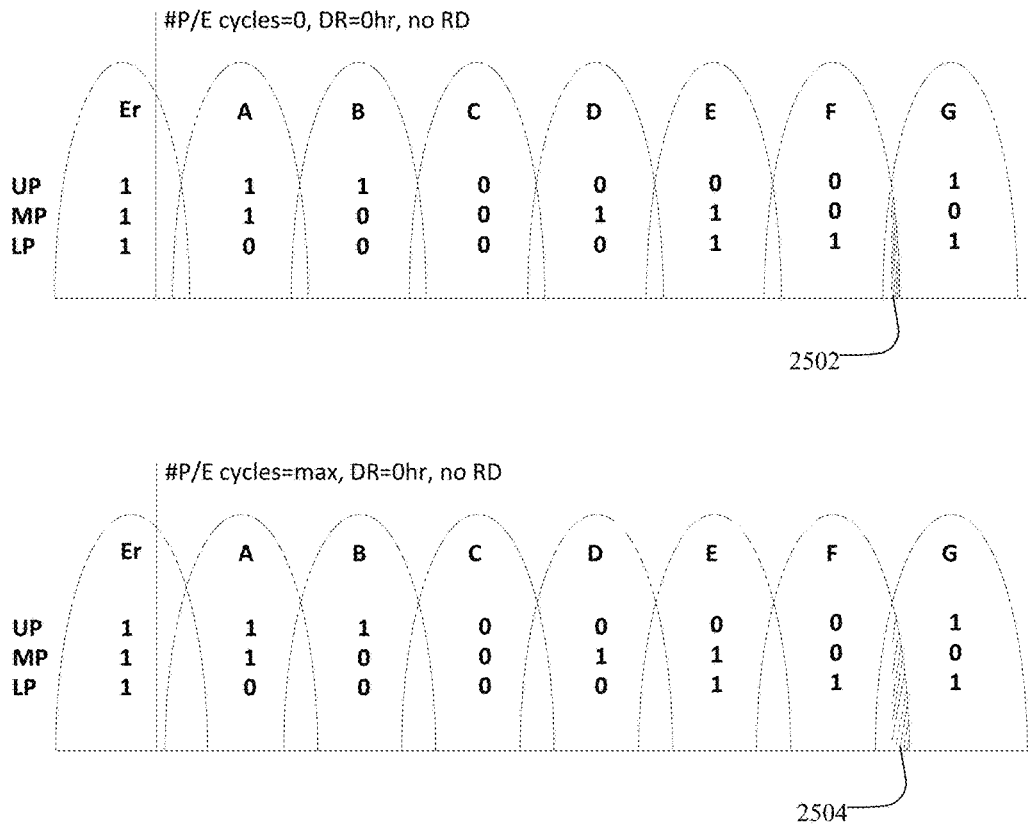 #P/E cycles=0, DR=0hr, no RD
Er A B C D E F G
UP 1 1 1 0 0 0 0 1
MP 1 1 0 0 1 1 0 0
LP 1 0 0 0 0 1 1 1
2502
#P/E cycles=max, DR=0hr, no RD
Er A B C D E F G
UP 1 1 1 0 0 0 0 1
MP 1 1 0 0 1 1 0 0
LP 1 0 0 0 0 1 1 1
2504